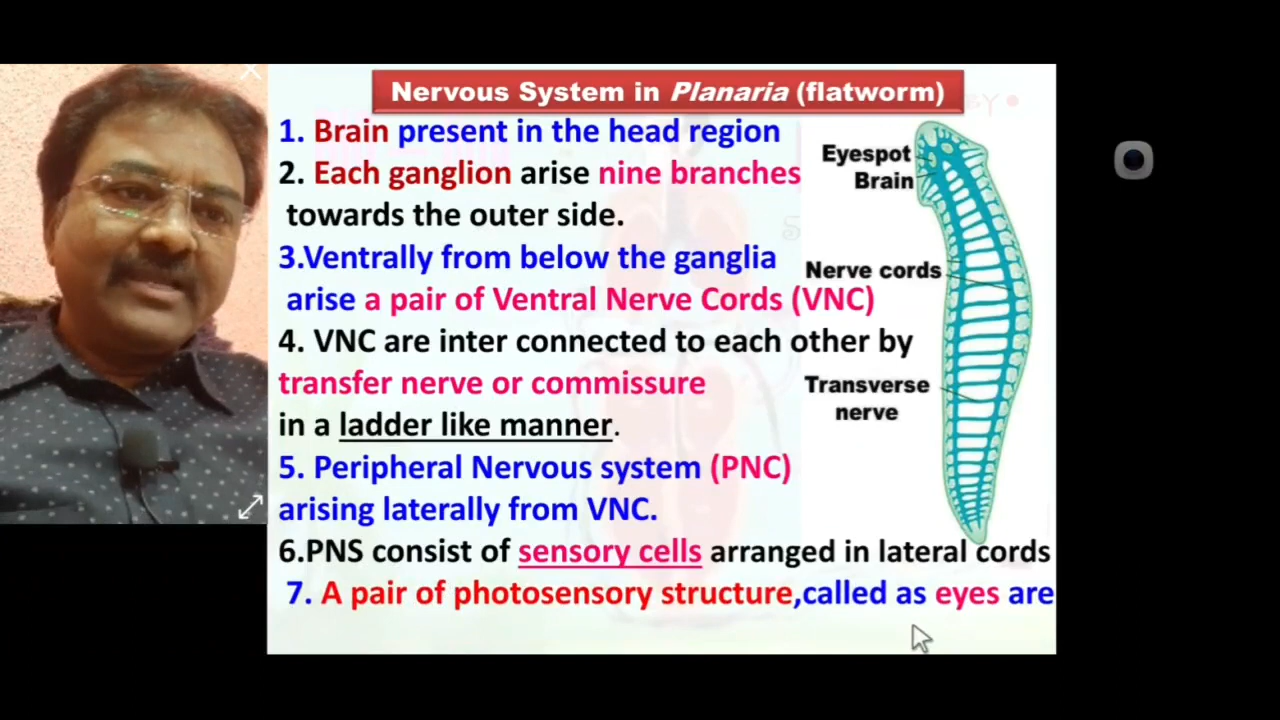 Nervous System in Planaria (flatworm)
1. Brain present in the head region
2. Each ganglion arise nine branches
towards the outer side.
3.Ventrally from below the ganglia
arise a pair of Ventral Nerve Cords (VNC)
4. VNC are inter connected to each other by
transfer nerve or commissure
in a ladder like manner.
5. Peripheral Nervous system (PNC)
arising laterally from VNC.
6.PNS consist of sensory cells arranged in lateral cords
7. A pair of photosensory structure,called as eyes are
Eyespot
Brain
Nerve cords
Transverse
nerve